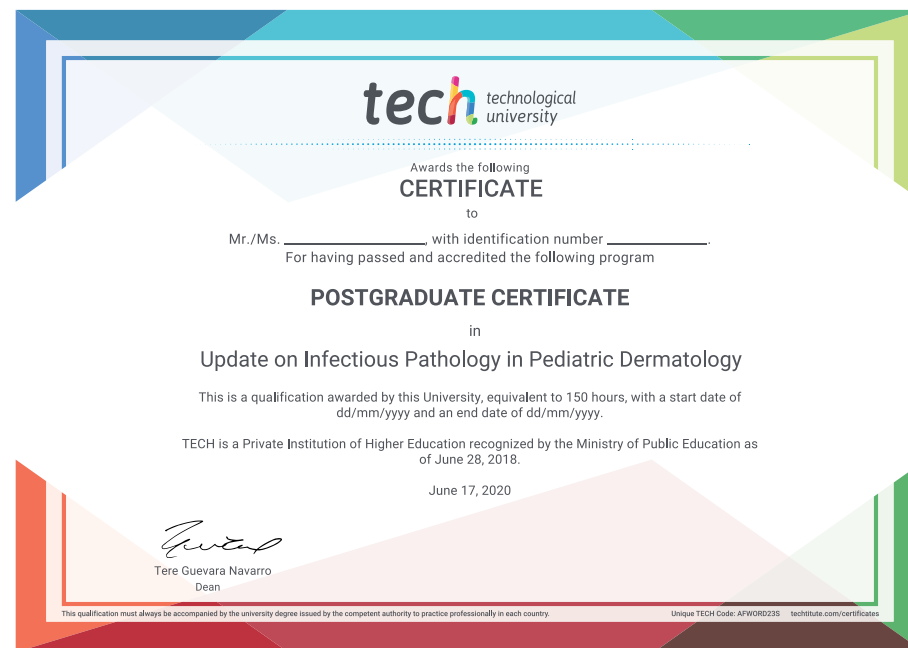 tech technological
university
Awards the following
CERTIFICATE
to
Mr./Ms. ____________, with identification number ____________.
For having passed and accredited the following program
POSTGRADUATE CERTIFICATE
in
Update on Infectious Pathology in Pediatric Dermatology
This is a qualification awarded by this University, equivalent to 150 hours, with a start date of
dd/mm/yyyy and an end date of dd/mm/yyyy.
TECH is a Private Institution of Higher Education recognized by the Ministry of Public Education as
of June 28, 2018.
June 17, 2020
Tere Guevara Navarro
Dean
This qualification must always be accompanied by the university degree issued by the competent authority to practice professionally in each country.
Unique TECH Code: AFWORD23S techtitute.com/certificates